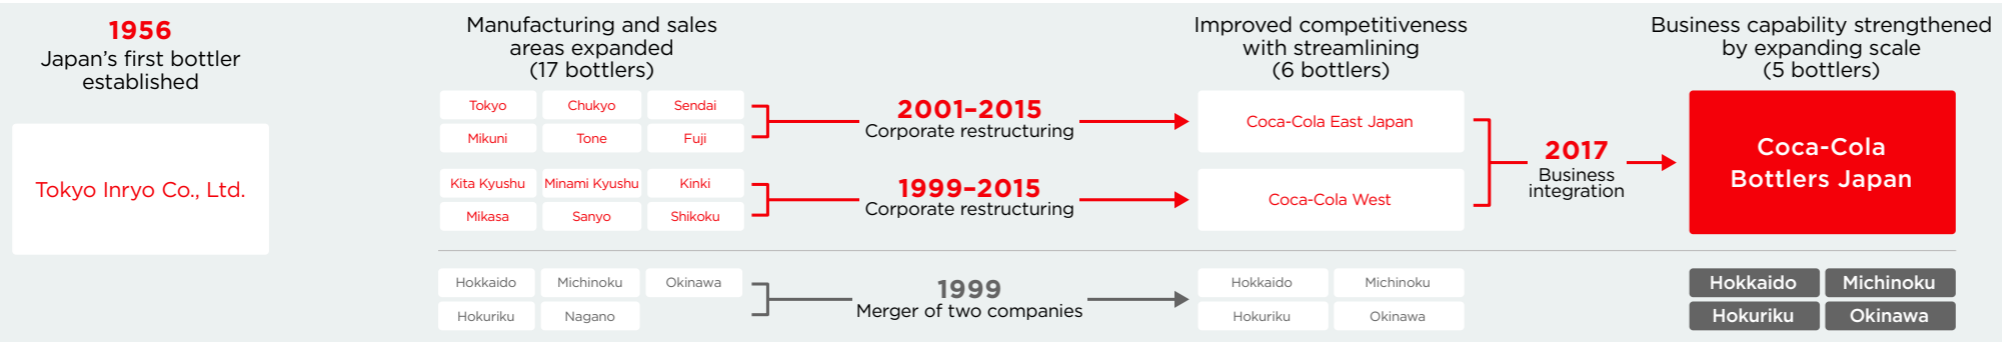 1956
Japan’s first bottler
established
Tokyo Inryo Co., Ltd.
Manufacturing and sales
areas expanded
(17 bottlers)
Tokyo
Chukyo
Sendai
Mikuni
Tone
Fuji
2001–2015
Corporate restructuring
Kita Kyushu
Minami Kyushu
Kinki
Mikasa
Sanyo
Shikoku
1999–2015
Corporate restructuring
Hokkaido
Michinoku
Okinawa
Hokuriku
Nagano
1999
Merger of two companies
Improved competitiveness
with streamlining
(6 bottlers)
Coca-Cola East Japan
Coca-Cola West
Hokkaido
Michinoku
Hokuriku
Okinawa
2017
Business
integration
Business capability strengthened
by expanding scale
(5 bottlers)
Coca-Cola
Bottlers Japan
Hokkaido
Michinoku
Hokuriku
Okinawa